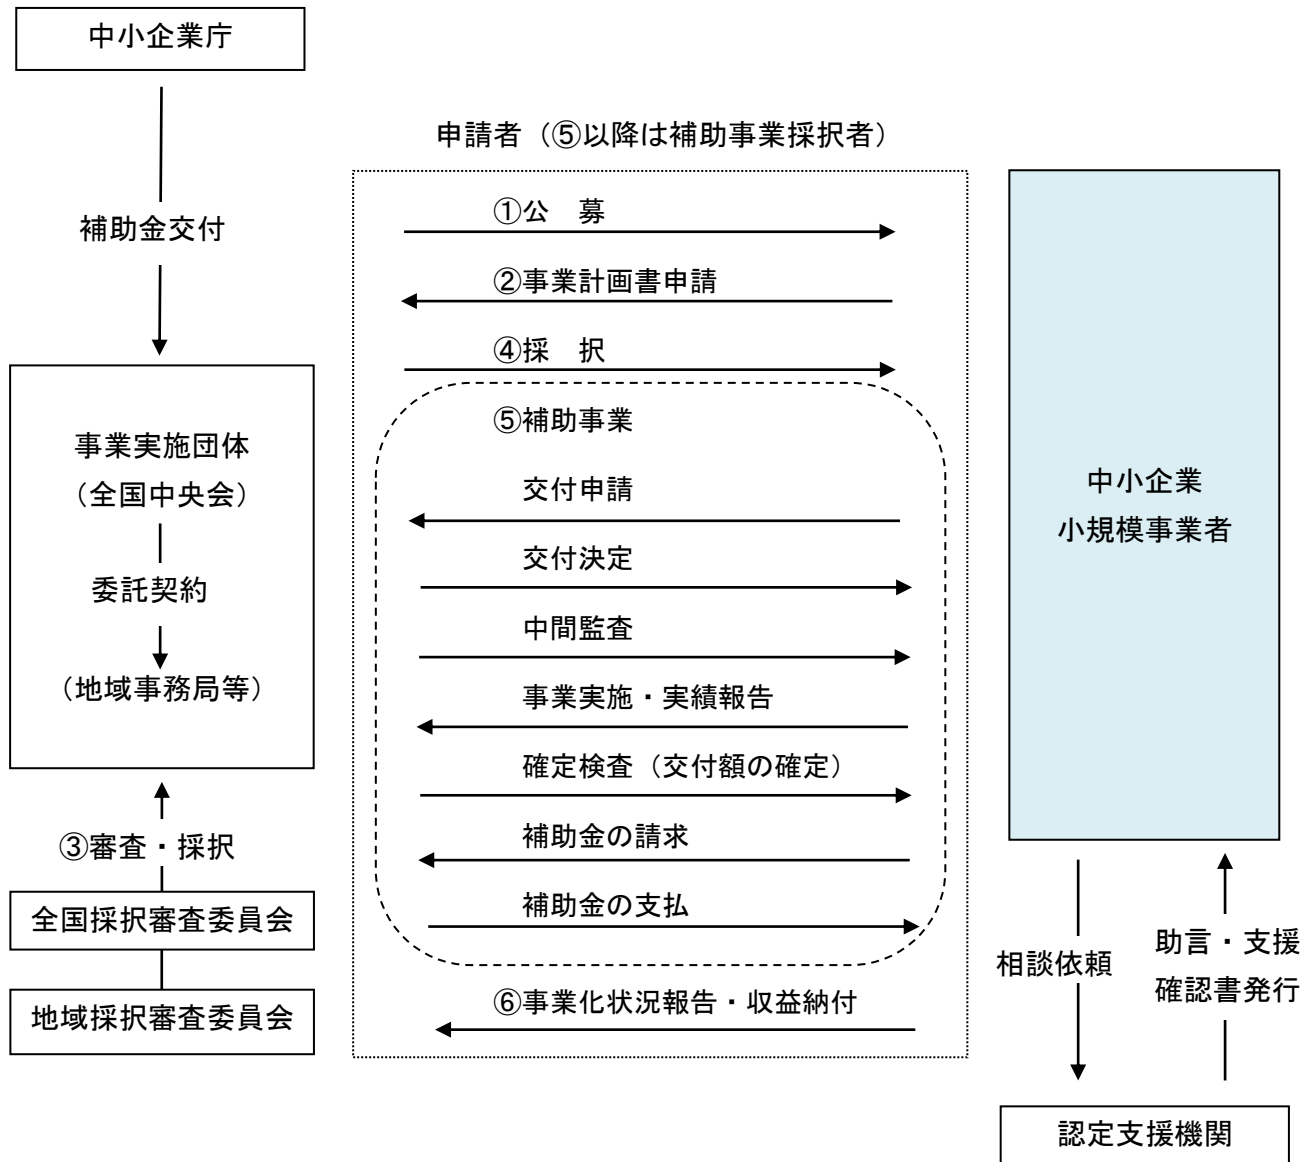 中小企業庁
補助金交付
事業実施団体
（全国中央会）
委託契約
（地域事務局等）
③審査・採択
全国採択審査委員会
地域採択審査委員会
申請者（⑤以降は補助事業採択者）
①公　募
②事業計画書申請
④採　択
⑤補助事業
交付申請
交付決定
中間監査
事業実施・実績報告
確定検査（交付額の確定）
補助金の請求
補助金の支払
⑥事業化状況報告・収益納付
中小企業
小規模事業者
相談依頼
助言・支援
確認書発行
認定支援機関